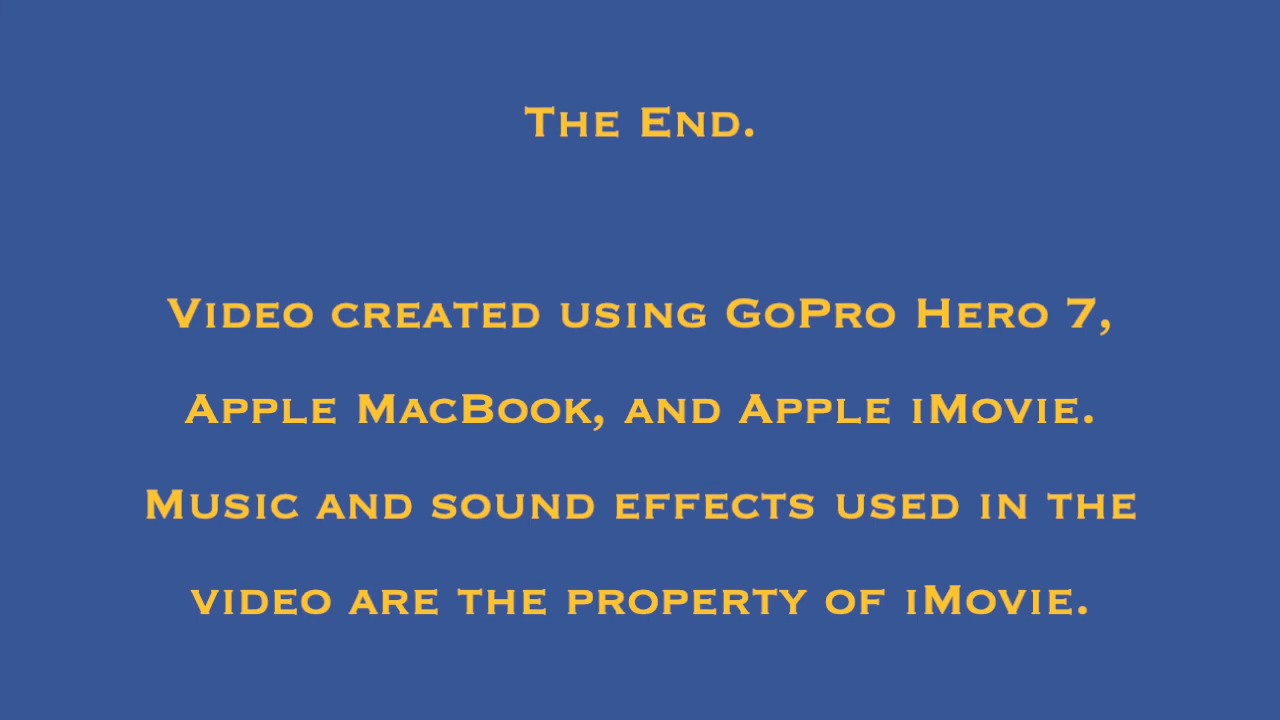 The End.
Video created using GoPro Hero 7,
Apple MacBook, and Apple iMovie.
Music and sound effects used in the
video are the property of iMovie.